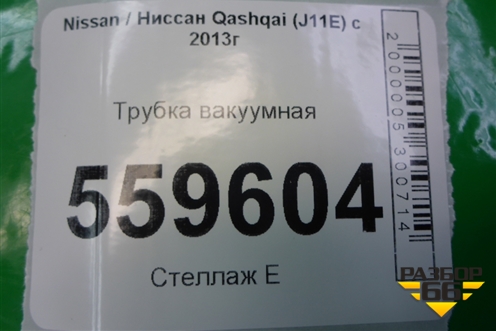 Nissan / Ниссан Qashqai (J11E) с
2013г
Трубка вакуумная
559604
Стеллаж Е
2000005300714
РАЗБОР
66